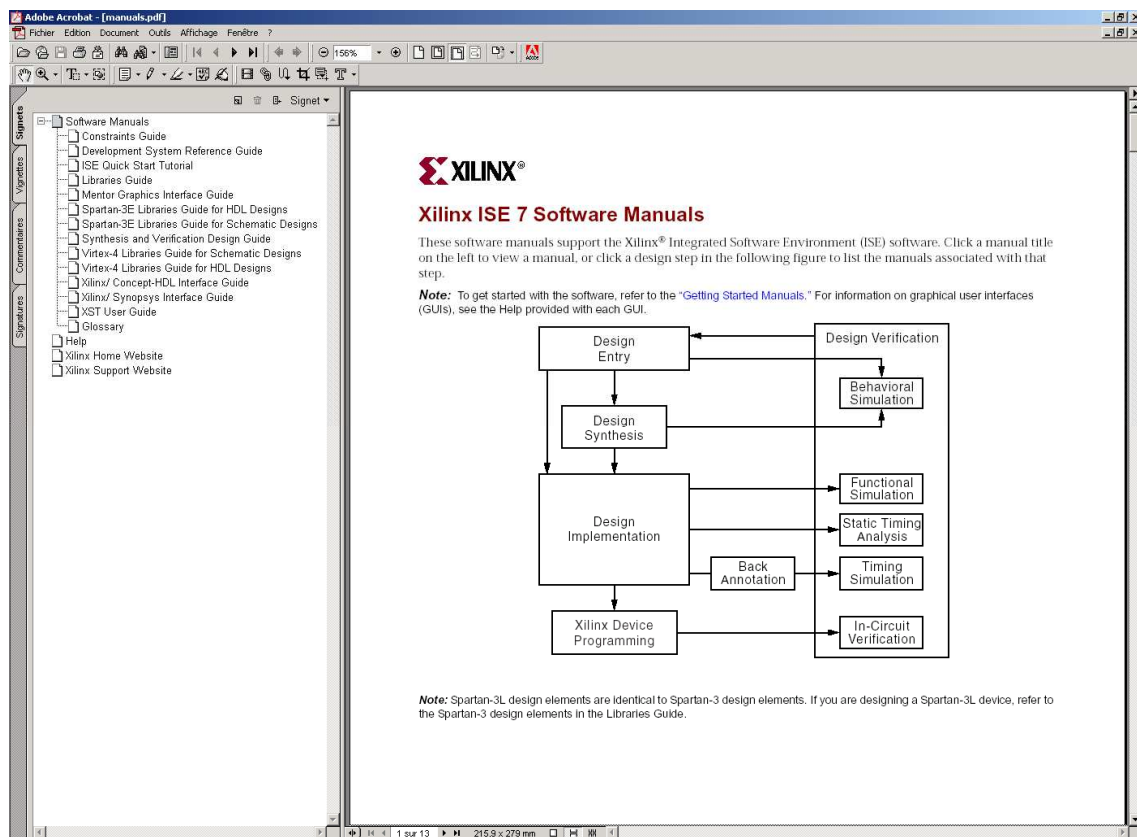 Adobe Acrobat - [manuals.pdf]
Fichier Edition Document Outils Affichage Fenêtre ?
156%
Adobe
Signet
Signets
Vignettes
Commentaires
Signatures
Software Manuals
Constraints Guide
Development System Reference Guide
ISE Quick Start Tutorial
Libraries Guide
Mentor Graphics Interface Guide
Spartan-3E Libraries Guide for HDL Designs
Spartan-3E Libraries Guide for Schematic Designs
Synthesis and Verification Design Guide
Virtex-4 Libraries Guide for Schematic Designs
Virtex-4 Libraries Guide for HDL Designs
Xilinx/ Concept-HDL Interface Guide
Xilinx/ Synopsys Interface Guide
XST User Guide
Glossary
Help
Xilinx Home Website
Xilinx Support Website
XILINX®
Xilinx ISE 7 Software Manuals
These software manuals support the Xilinx® Integrated Software Environment (ISE) software. Click a manual title
on the left to view a manual, or click a design step in the following figure to list the manuals associated with that
step.
Note: To get started with the software, refer to the “Getting Started Manuals.” For information on graphical user interfaces
(GUIs), see the Help provided with each GUI.
Design
Entry
Design Verification
Behavioral
Simulation
Design
Synthesis
Design
Implementation
Functional
Simulation
Static Timing
Analysis
Back
Annotation
Timing
Simulation
Xilinx Device
Programming
In-Circuit
Verification
Note: Spartan-3L design elements are identical to Spartan-3 design elements. If you are designing a Spartan-3L device, refer to
the Spartan-3 design elements in the Libraries Guide.
1 sur 13
215,9 x 279 mm